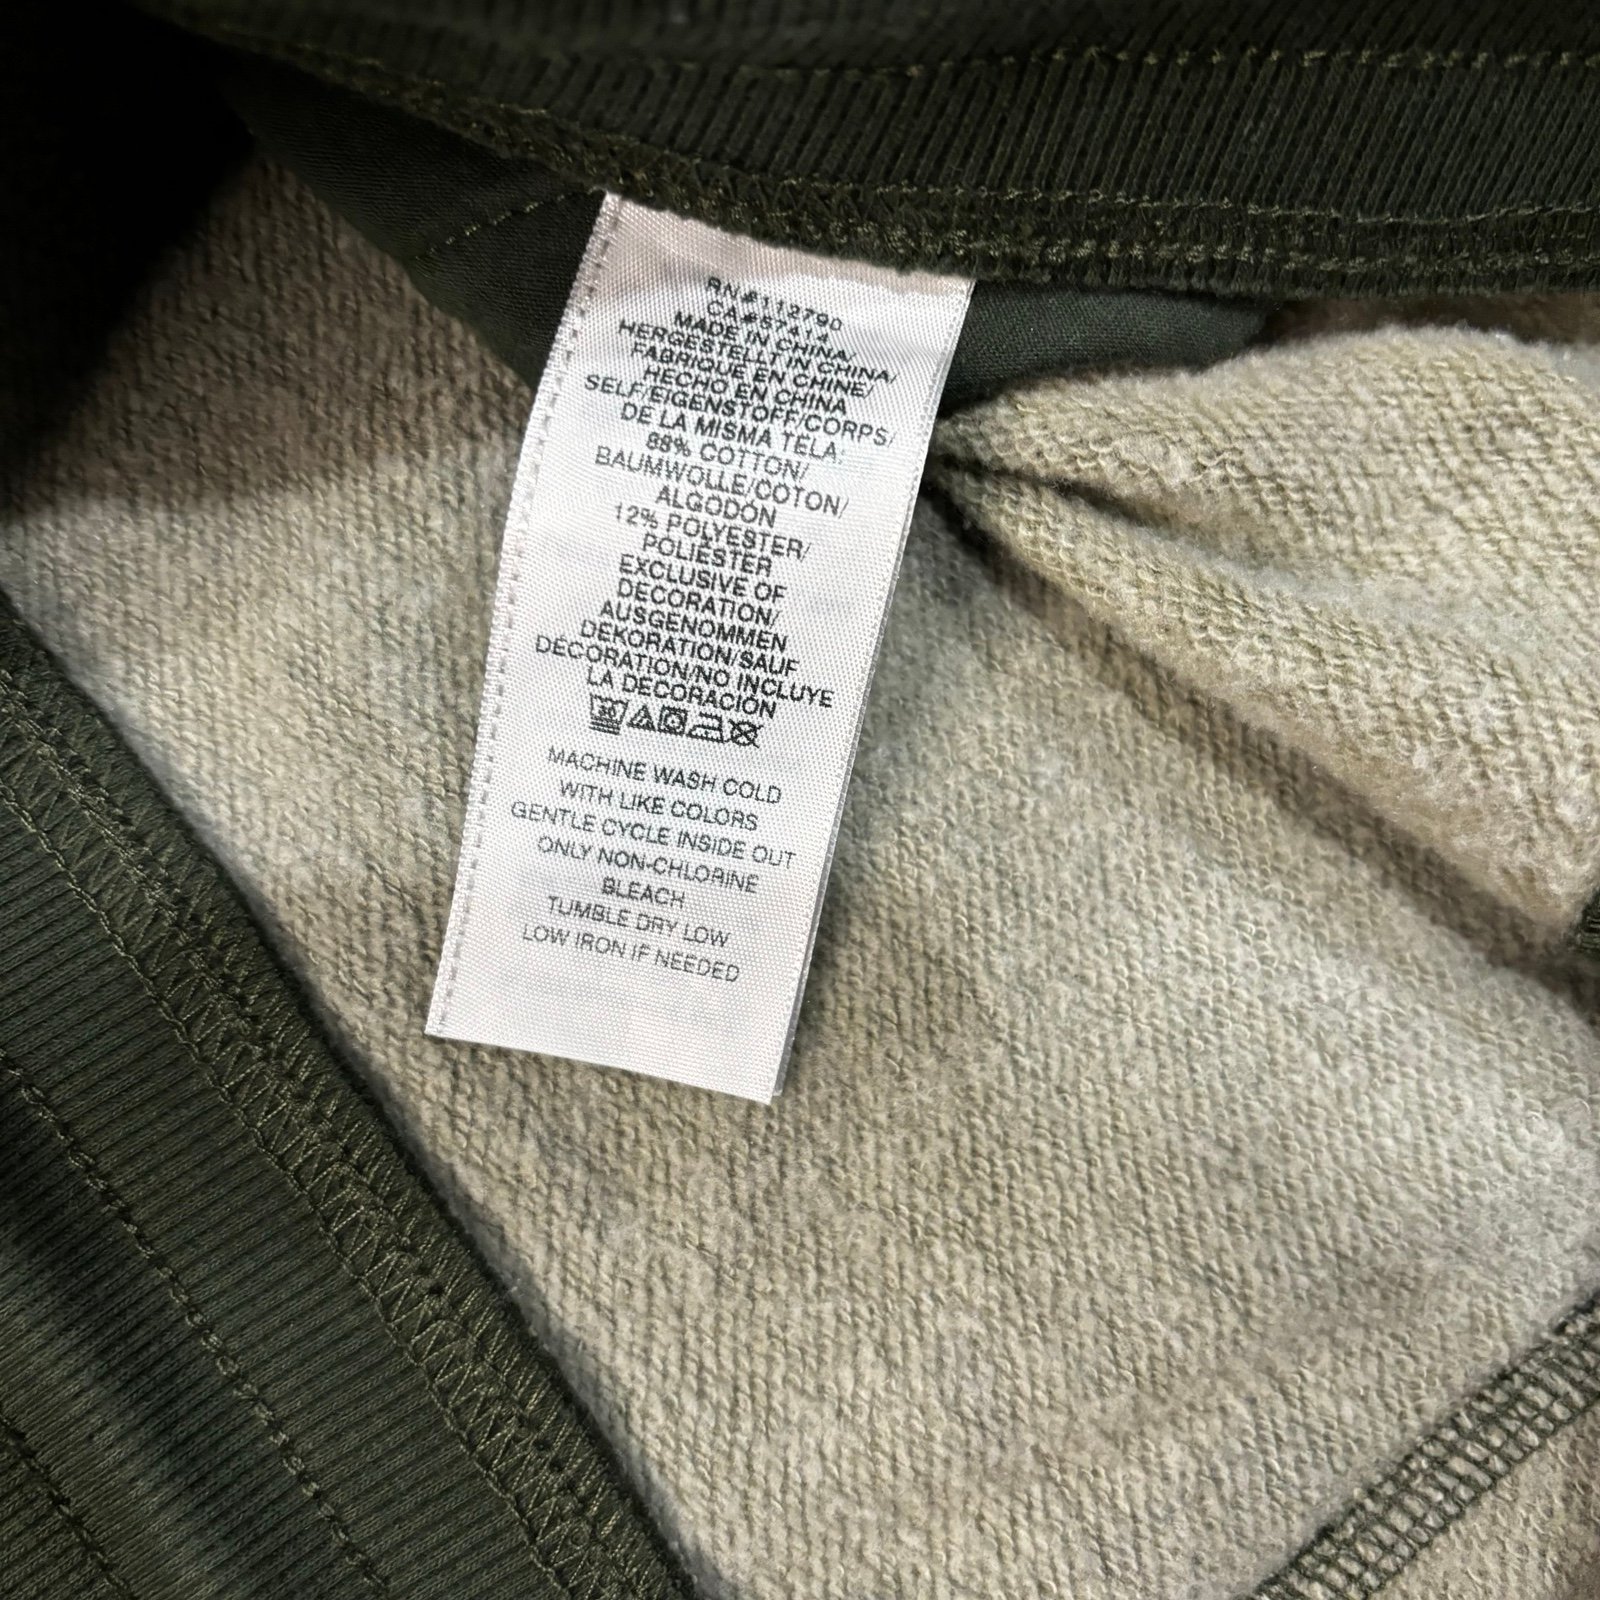 RN#112790
CA#57414
MADE IN CHINA/
HERGESTELLT IN CHINA/
FABRIQUE EN CHINE/
HECHO EN CHINA
SELF/EIGENSTOFF/CORPS/
DE LA MISMA TELA:
88% COTTON/
BAUMWOLLE/COTON/
ALGODÓN
12% POLYESTER/
POLIÉSTER
EXCLUSIVE OF
DECORATION/
AUSGENOMMEN
DEKORATION/SAUF
DÉCORATION/NO INCLUYE
LA DECORACIÓN
30
MACHINE WASH COLD
WITH LIKE COLORS
GENTLE CYCLE INSIDE OUT
ONLY NON-CHLORINE
BLEACH
TUMBLE DRY LOW
LOW IRON IF NEEDED